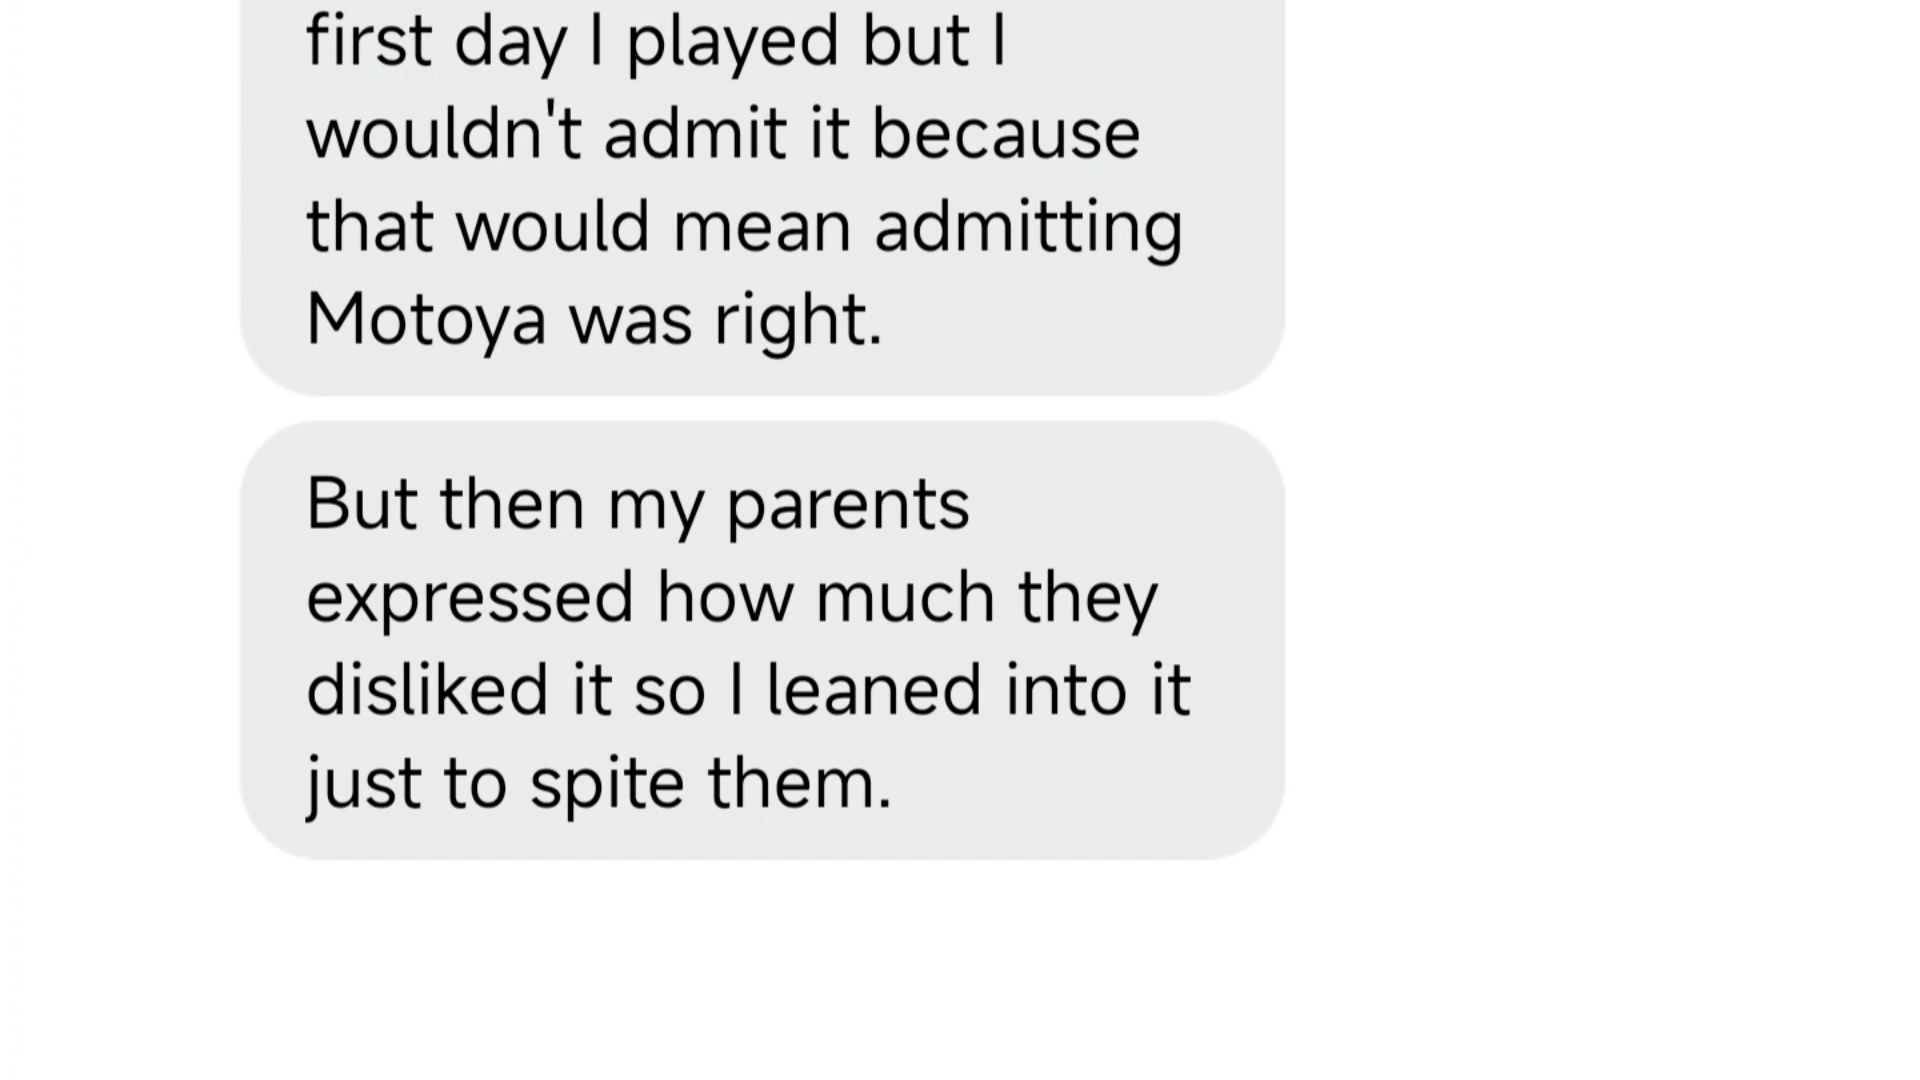 first day I played but I
wouldn't admit it because
that would mean admitting
Motoya was right.
But then my parents
expressed how much they
disliked it so I leaned into it
just to spite them.